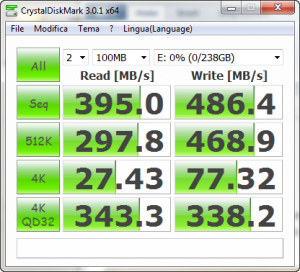 CrystalDiskMark 3.0.1 x64
File Modifica Tema ? Lingua(Language)
All 2 100MB E: 0% (0/238GB)
Read [MB/s] Write [MB/s]
Seq 395.0 486.4
512K 297.8 468.9
4K 27.43 77.32
4K QD32 343.3 338.2